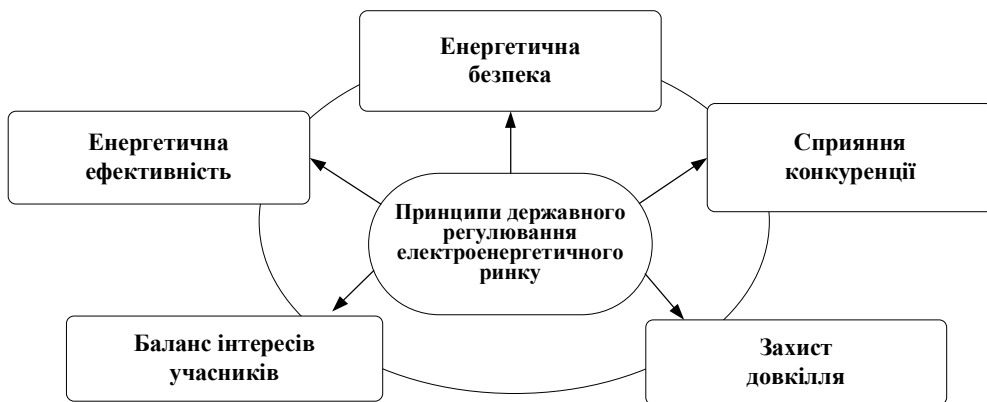 Енергетична
безпека
Енергетична
ефективність
Сприяння
конкуренції
Принципи державного
регулювання
електроенергетичного
ринку
Баланс інтересів
учасників
Захист
довкілля